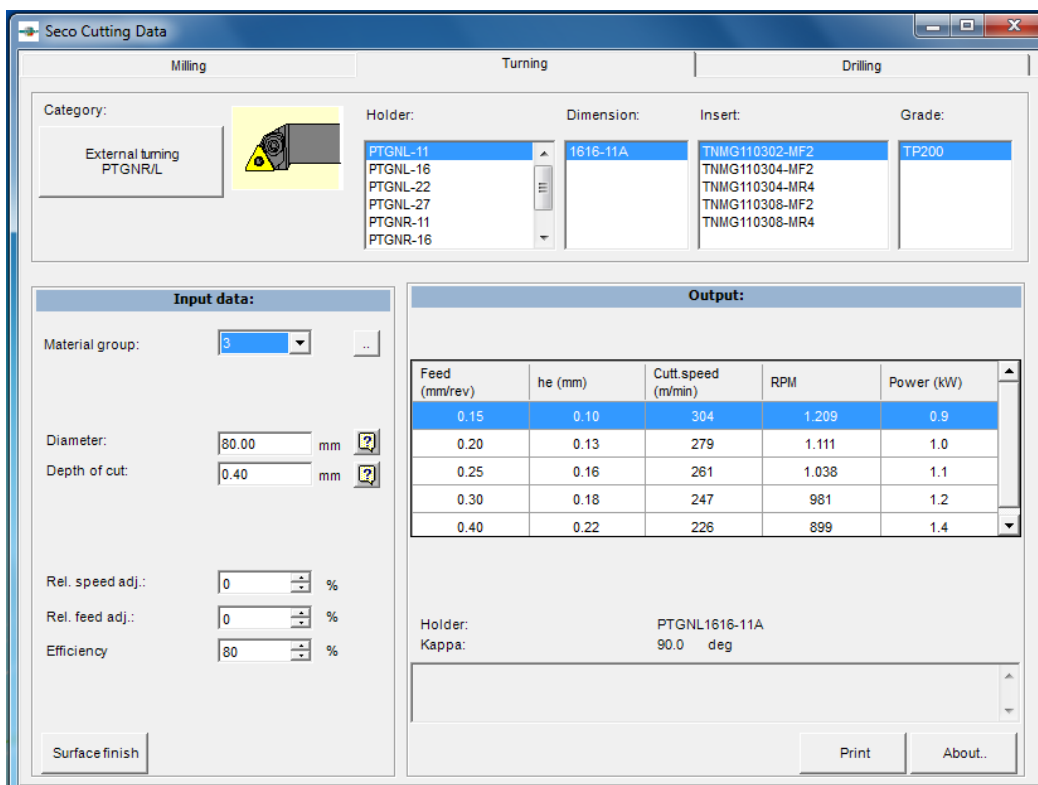 Seco Cutting Data
Milling
Turning
Drilling
Category:
External turning
PTGNR/L
Holder:
PTGNL-11
PTGNL-16
PTGNL-22
PTGNL-27
PTGNR-11
PTGNR-16
Dimension:
1616-11A
Insert:
TNMG110302-MF2
TNMG110304-MF2
TNMG110304-MR4
TNMG110308-MF2
TNMG110308-MR4
Grade:
TP200
Input data:
Material group: 3 ..
Diameter: 80.00 mm
Depth of cut: 0.40 mm
Rel. speed adj.: 0 %
Rel. feed adj.: 0 %
Efficiency 80 %
Surface finish
Output:
Feed (mm/rev) he (mm) Cutt.speed (m/min) RPM Power (kW)
0.15 0.10 304 1.209 0.9
0.20 0.13 279 1.111 1.0
0.25 0.16 261 1.038 1.1
0.30 0.18 247 981 1.2
0.40 0.22 226 899 1.4
Holder: PTGNL1616-11A
Kappa: 90.0 deg
Print
About..